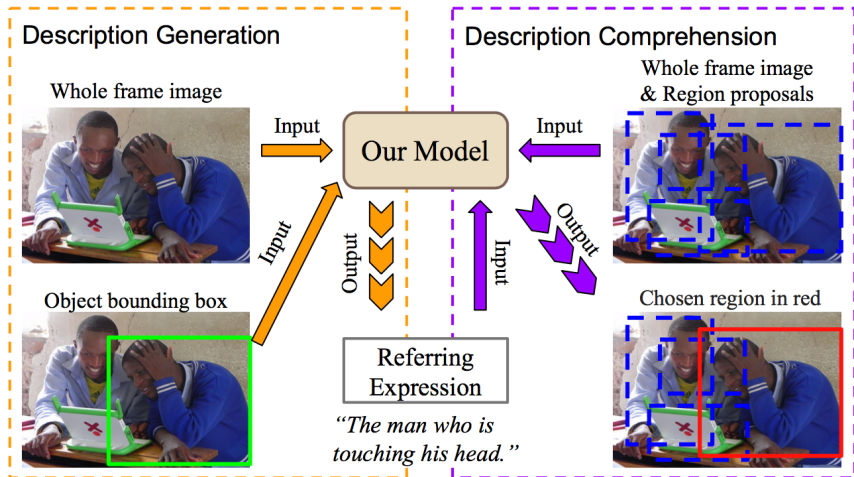 Description Generation
Description Comprehension
Whole frame image
Whole frame image
& Region proposals
Input
Our Model
Input
Input
Output
Input
Output
Object bounding box
Chosen region in red
Referring
Expression
“The man who is
touching his head.”